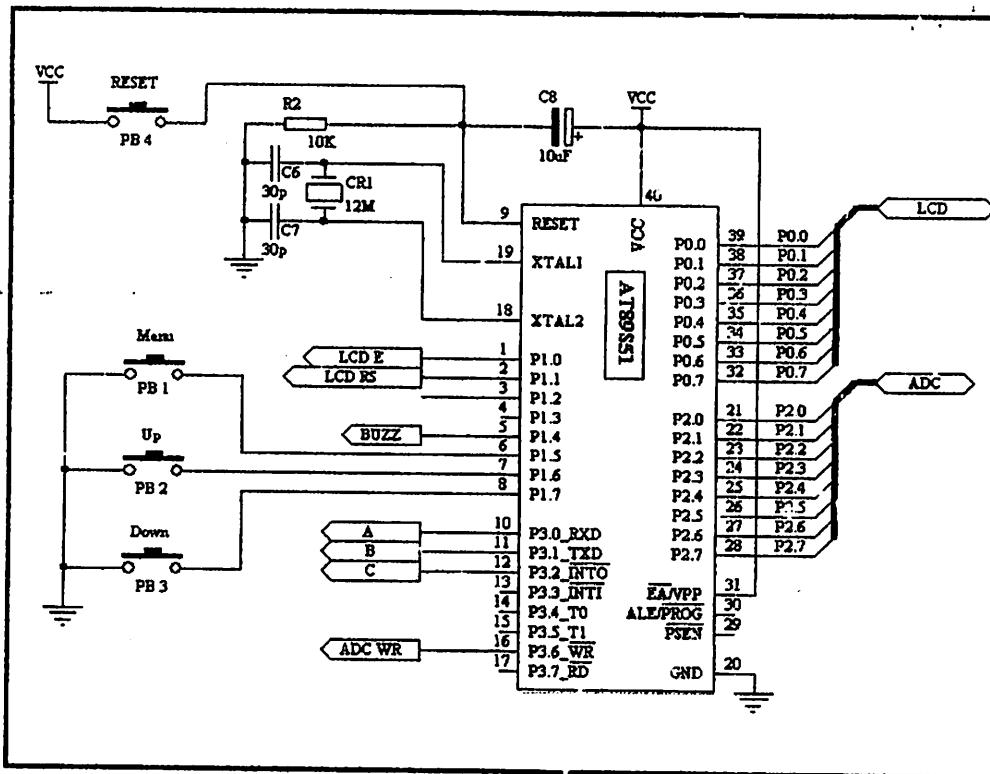 VCC
RESET
PB 4
R2
10K
C8
VCC
10uF
+
C6
30p
CR1
12M
C7
30p
40
VCC
AT89S51
9 RESET
19 XTAL1
18 XTAL2
LCD E 1 P1.0
LCD RS 2 P1.1
3 P1.2
4 P1.3
BUZZ 5 P1.4
6 P1.5
7 P1.6
8 P1.7
Menu
PB 1
Up
PB 2
Down
PB 3
A 10 P3.0_RXD
B 11 P3.1_TXD
C 12 P3.2_INTO
13 P3.3_INTI
14 P3.4_T0
15 P3.5_T1
ADC WR 16 P3.6_WR
17 P3.7_RD
P0.0 39 P0.0
P0.1 38 P0.1
P0.2 37 P0.2
P0.3 36 P0.3
P0.4 35 P0.4
P0.5 34 P0.5
P0.6 33 P0.6
P0.7 32 P0.7
LCD
P2.0 21 P2.0
P2.1 22 P2.1
P2.2 23 P2.2
P2.3 24 P2.3
P2.4 25 P2.4
P2.5 26 P2.5
P2.6 27 P2.6
P2.7 28 P2.7
ADC
EA/VPP 31
ALE/PROG 30
PSEN 29
GND 20